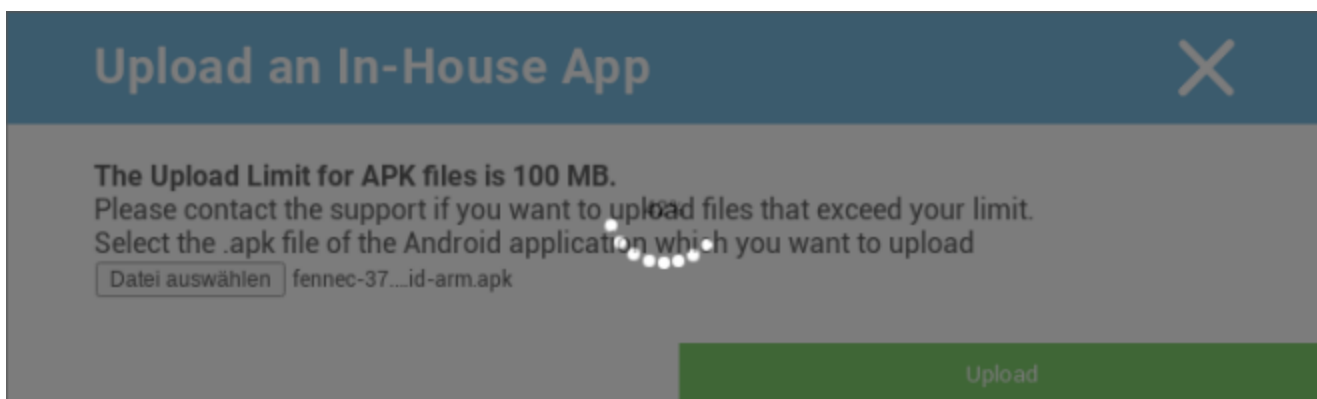 Upload an In-House App
The Upload Limit for APK files is 100 MB.
Please contact the support if you want to upload files that exceed your limit.
Select the .apk file of the Android application which you want to upload
Datei auswählen fennec-37....id-arm.apk
Upload